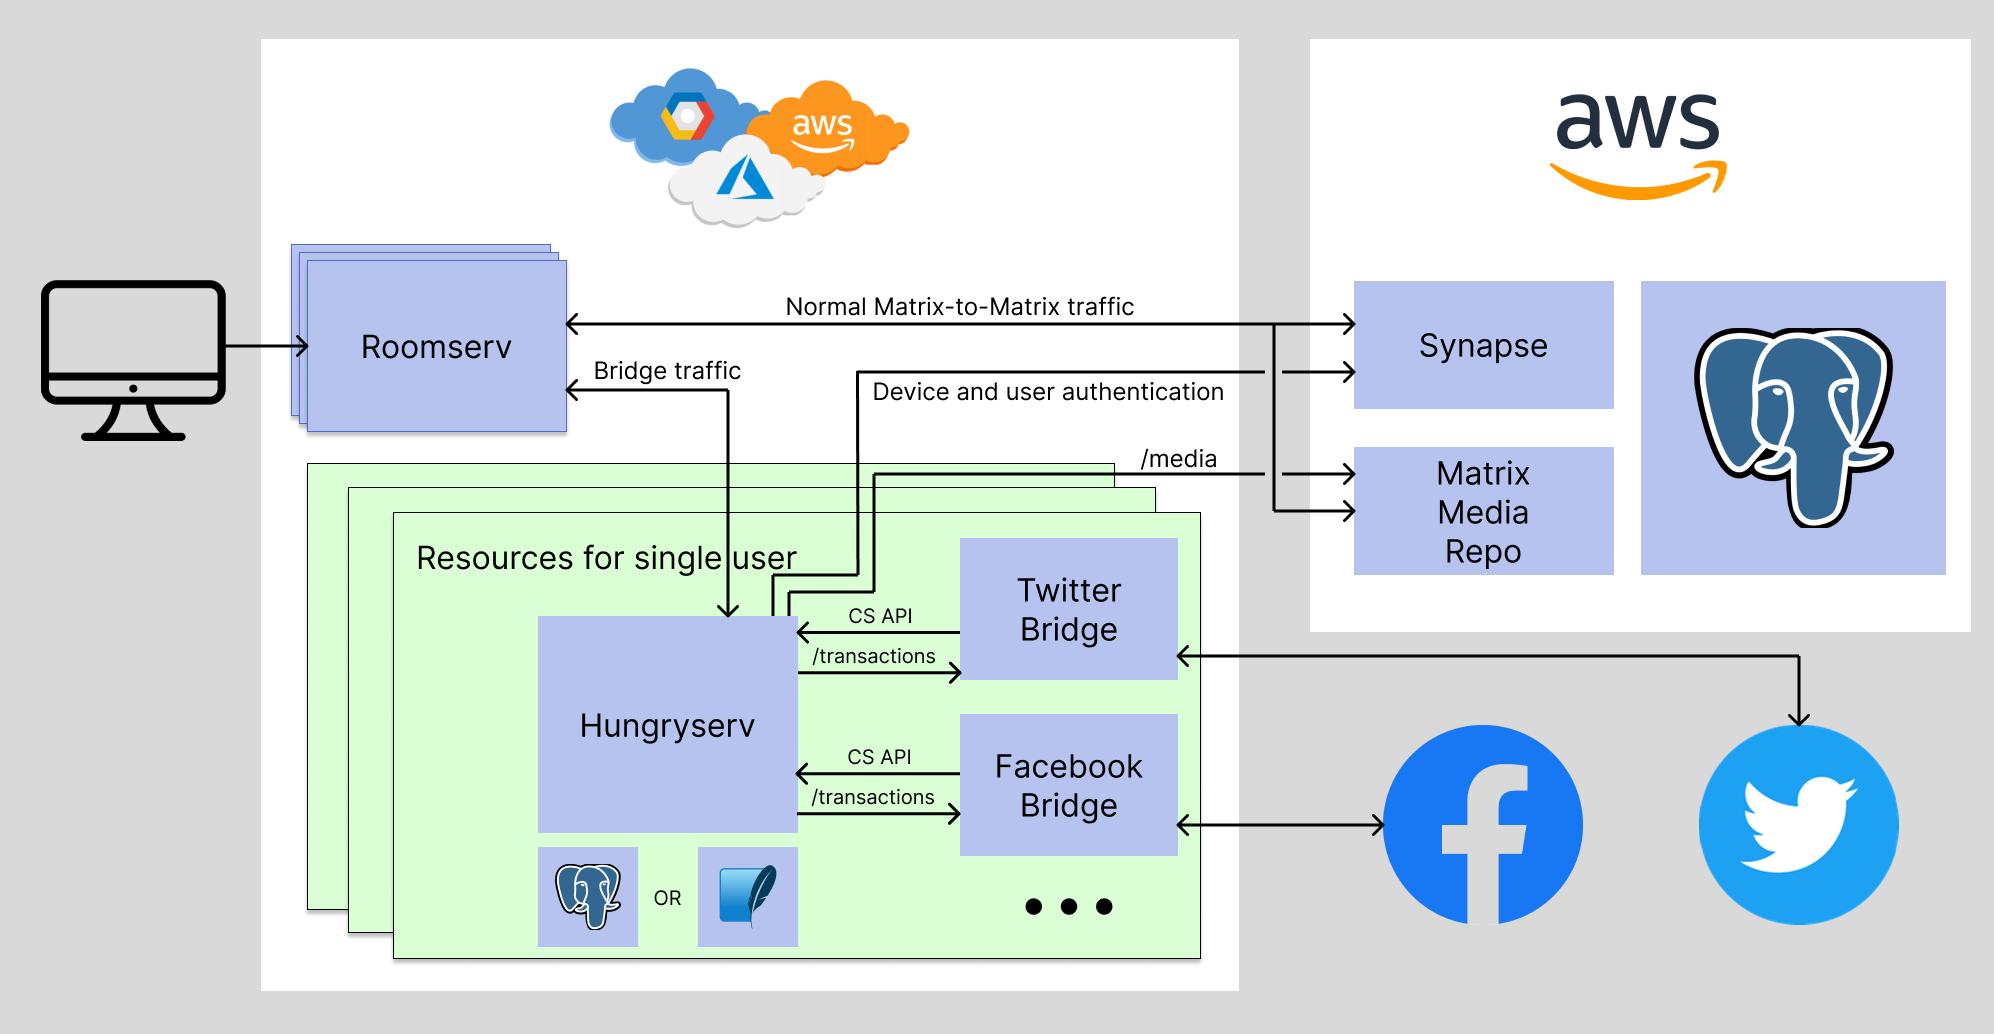 aws
aws
Roomserv
Normal Matrix-to-Matrix traffic
Bridge traffic
Device and user authentication
/media
Synapse
Matrix
Media
Repo
Resources for single user
Twitter
Bridge
CS API
/transactions
Hungryserv
Facebook
Bridge
CS API
/transactions
OR